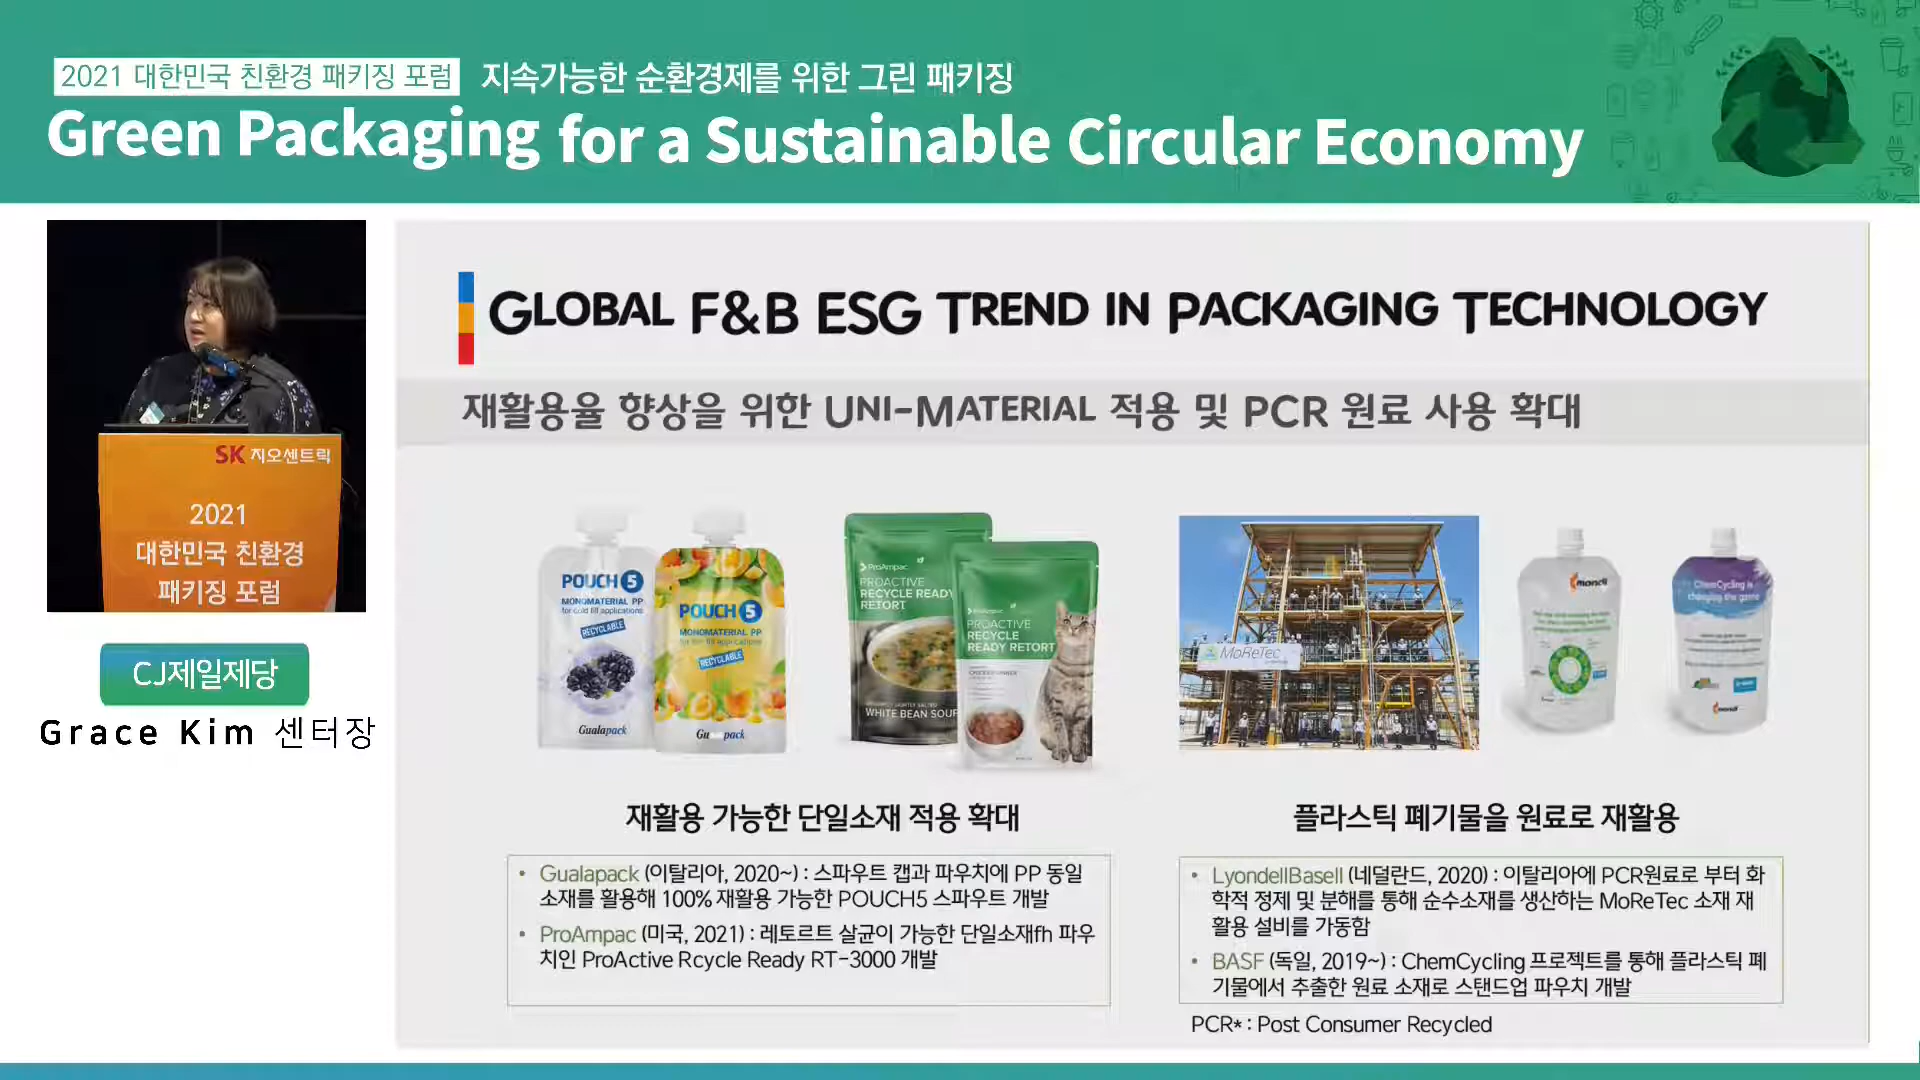 2021 대한민국 친환경 패키징 포럼 지속가능한 순환경제를 위한 그린 패키징
Green Packaging for a Sustainable Circular Economy
SK 지오센트릭
2021
대한민국 친환경
패키징 포럼
CJ제일제당
Grace Kim 센터장
GLOBAL F&B ESG TREND IN PACKAGING TECHNOLOGY
재활용율 향상을 위한 UNI-MATERIAL 적용 및 PCR 원료 사용 확대
POUCH 5
MONOMATERIAL PP
RECYCLABLE
Gualapack
POUCH 5
MONOMATERIAL PP
RECYCLABLE
ProAmpac
PROACTIVE
RECYCLE READY
RETORT
WHITE BEAN SOUP
ProAmpac
PROACTIVE
RECYCLE
READY RETORT
MoReTec
mondi
ChemCycling is
changing the game
mondi
재활용 가능한 단일소재 적용 확대
• Gualapack (이탈리아, 2020~) : 스파우트 캡과 파우치에 PP 동일
소재를 활용해 100% 재활용 가능한 POUCH5 스파우트 개발
• ProAmpac (미국, 2021) : 레토르트 살균이 가능한 단일소재fh 파우
치인 ProActive Rcycle Ready RT-3000 개발
플라스틱 폐기물을 원료로 재활용
• LyondellBasell (네덜란드, 2020) : 이탈리아에 PCR원료로 부터 화
학적 정제 및 분해를 통해 순수소재를 생산하는 MoReTec 소재 재
활용 설비를 가동함
• BASF (독일, 2019~) : ChemCycling 프로젝트를 통해 플라스틱 폐
기물에서 추출한 원료 소재로 스탠드업 파우치 개발
PCR* : Post Consumer Recycled